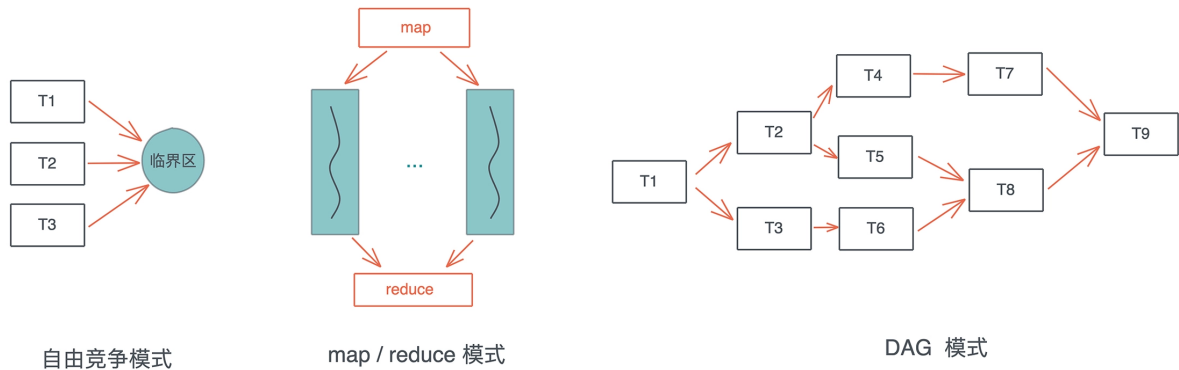 T1
T2
T3
临界区
自由竞争模式
map
...
reduce
map / reduce 模式
T1
T2
T3
T4
T5
T6
T7
T8
T9
DAG 模式